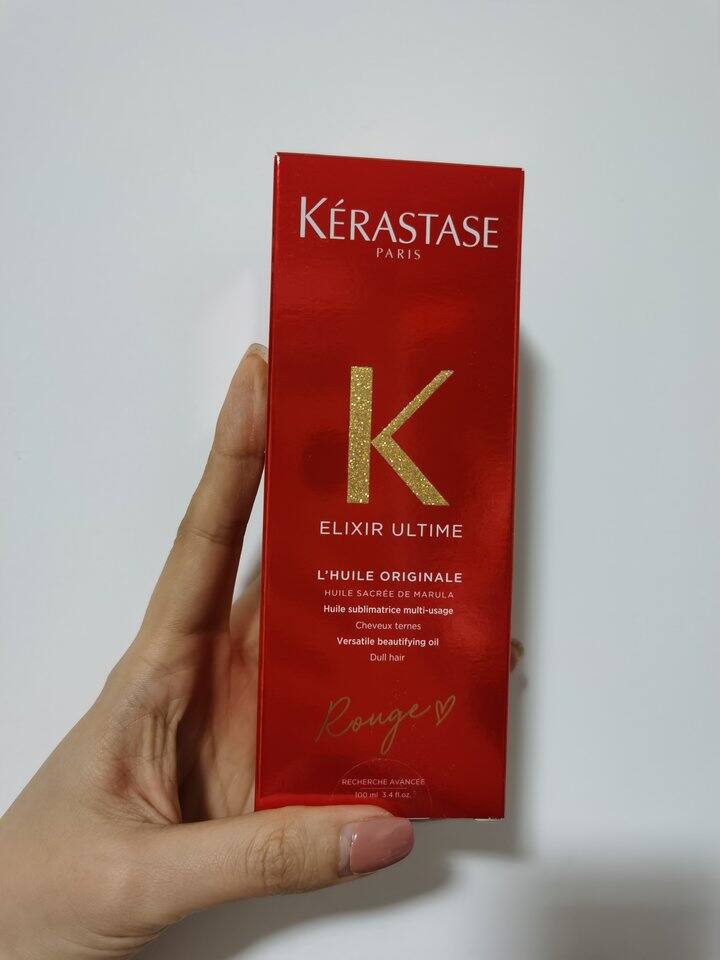 KÉRASTASE
PARIS
K
ELIXIR ULTIME
L'HUILE ORIGINALE
HUILE SACRÉE DE MARULA
Huile sublimatrice multi-usage
Cheveux ternes
Versatile beautifying oil
Dull hair
Rouge
RECHERCHE AVANCÉE
100 ml 3.4 fl.oz.